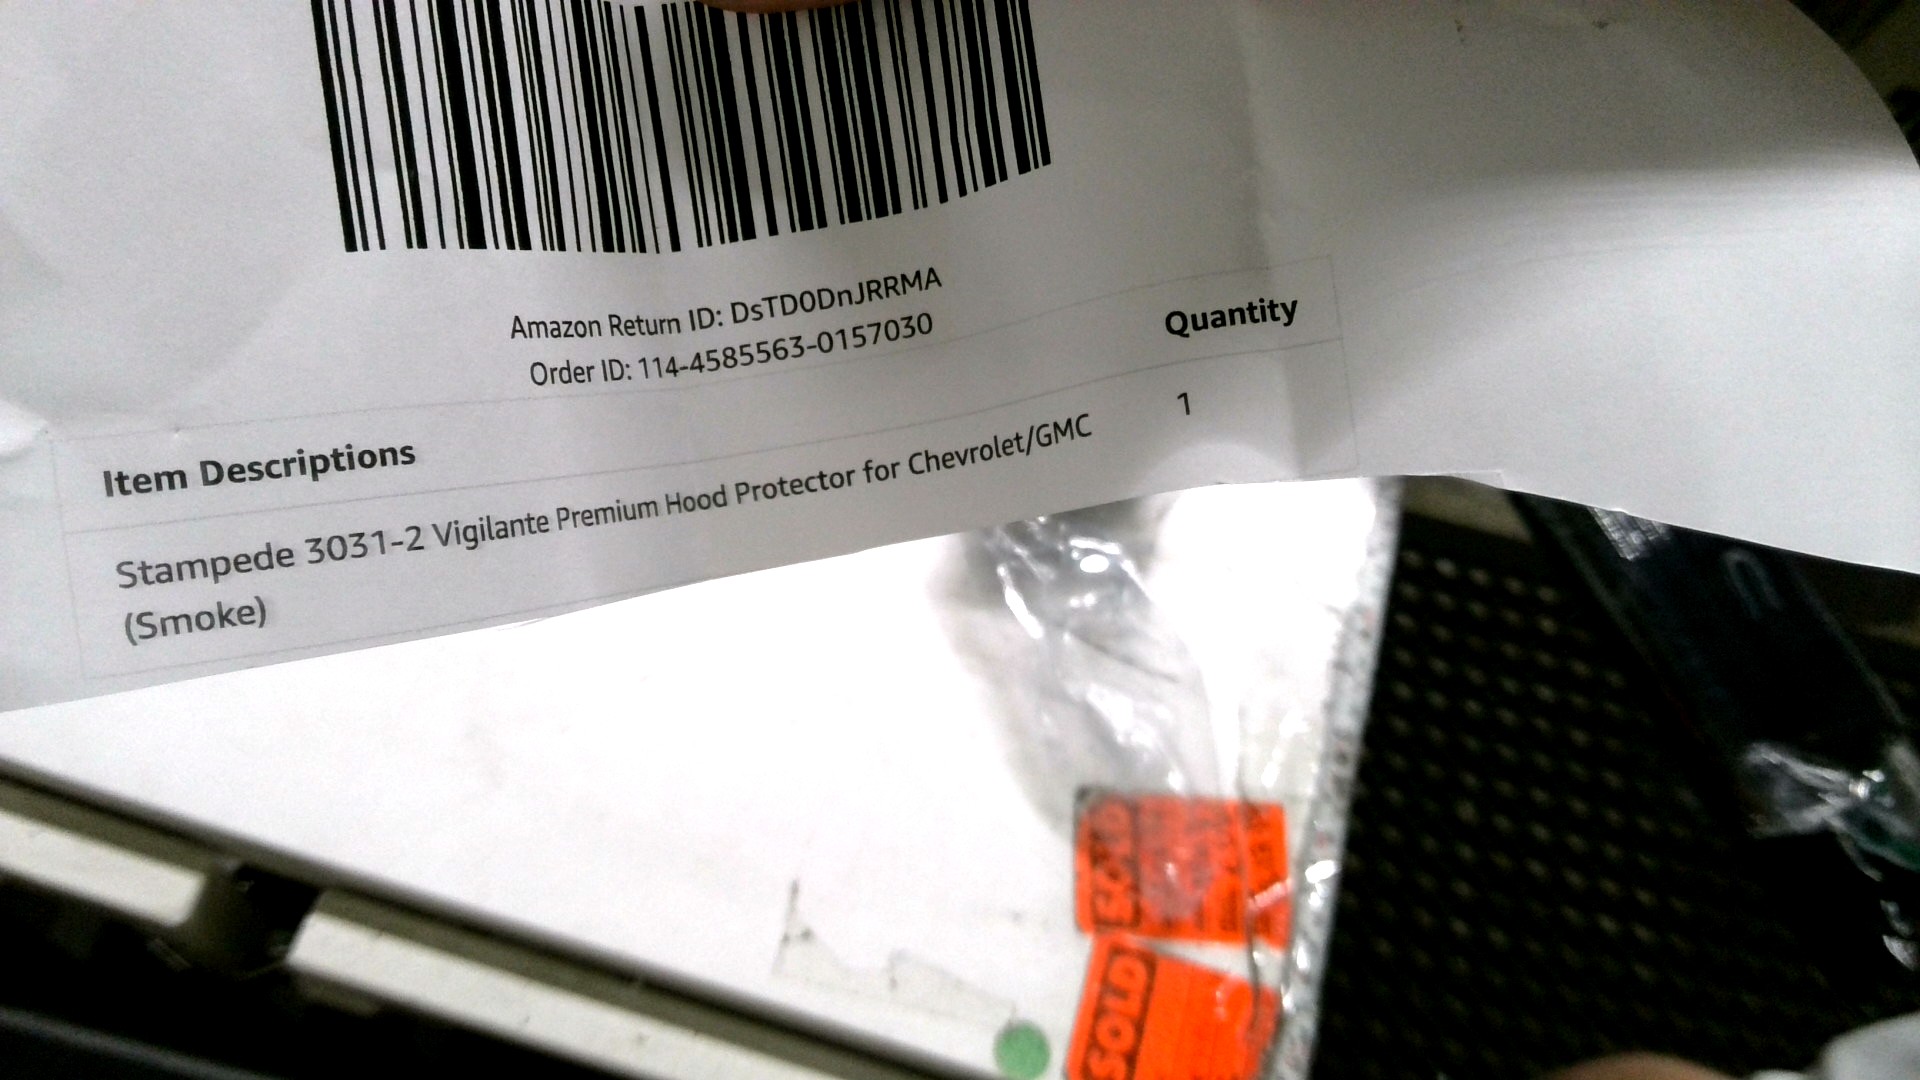 Amazon Return ID: DsTD0DnJRRMA
Order ID: 114-4585563-0157030
Item Descriptions Quantity
Stampede 3031-2 Vigilante Premium Hood Protector for Chevrolet/GMC 1
(Smoke)
SOLD
SOLD